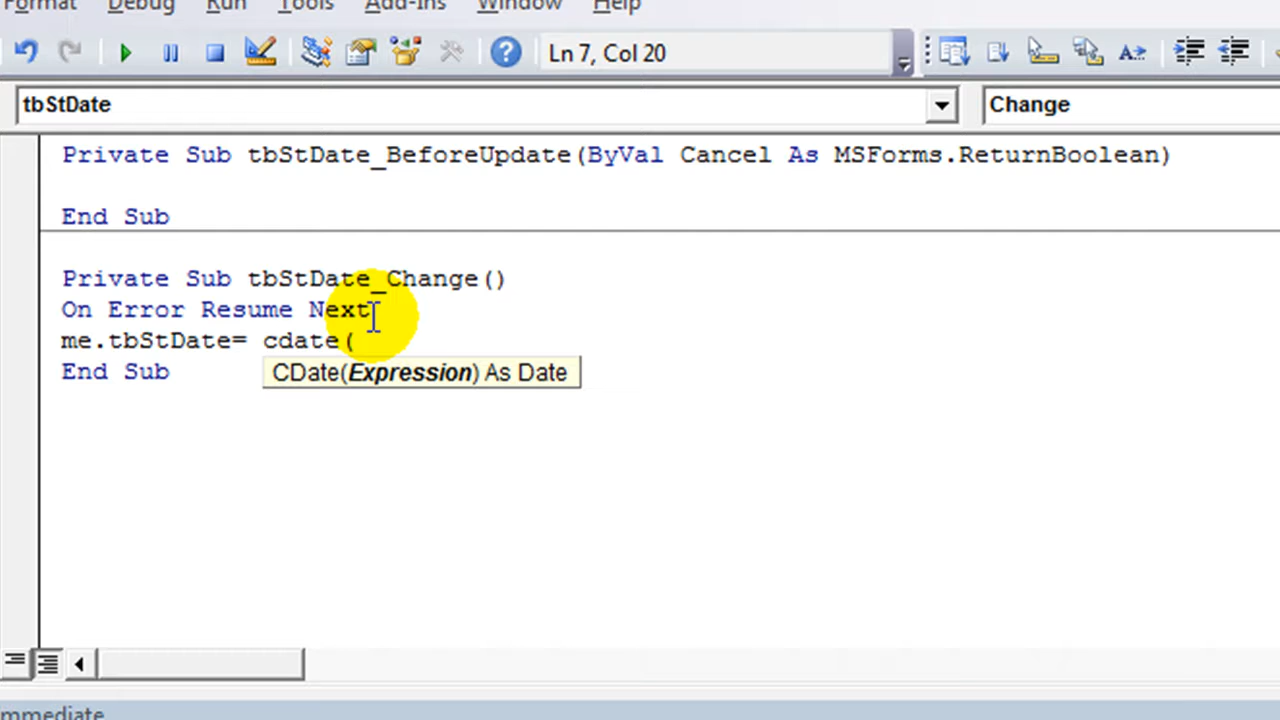 Format Debug Run Tools Add-Ins Window Help
Ln 7, Col 20
tbStDate Change
Private Sub tbStDate_BeforeUpdate(ByVal Cancel As MSForms.ReturnBoolean)
End Sub
Private Sub tbStDate_Change()
On Error Resume Next
me.tbStDate= cdate(
End Sub
CDate(Expression) As Date
mmediate